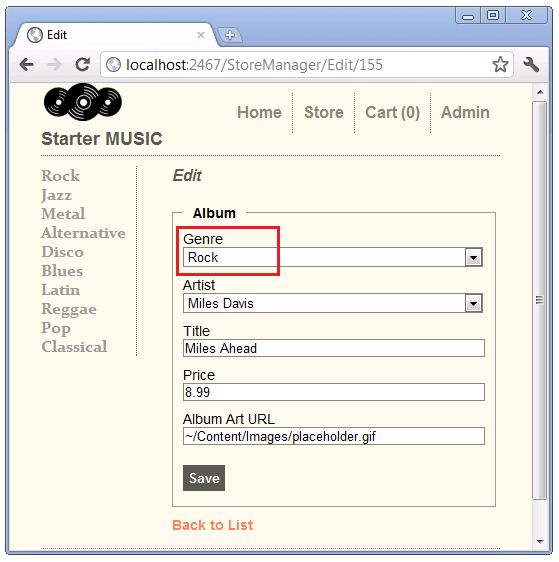 Edit
localhost:2467/StoreManager/Edit/155
Home Store Cart (0) Admin
Starter MUSIC
Rock
Jazz
Metal
Alternative
Disco
Blues
Latin
Reggae
Pop
Classical
Edit
Album
Genre
Rock
Artist
Miles Davis
Title
Miles Ahead
Price
8.99
Album Art URL
~/Content/Images/placeholder.gif
Save
Back to List